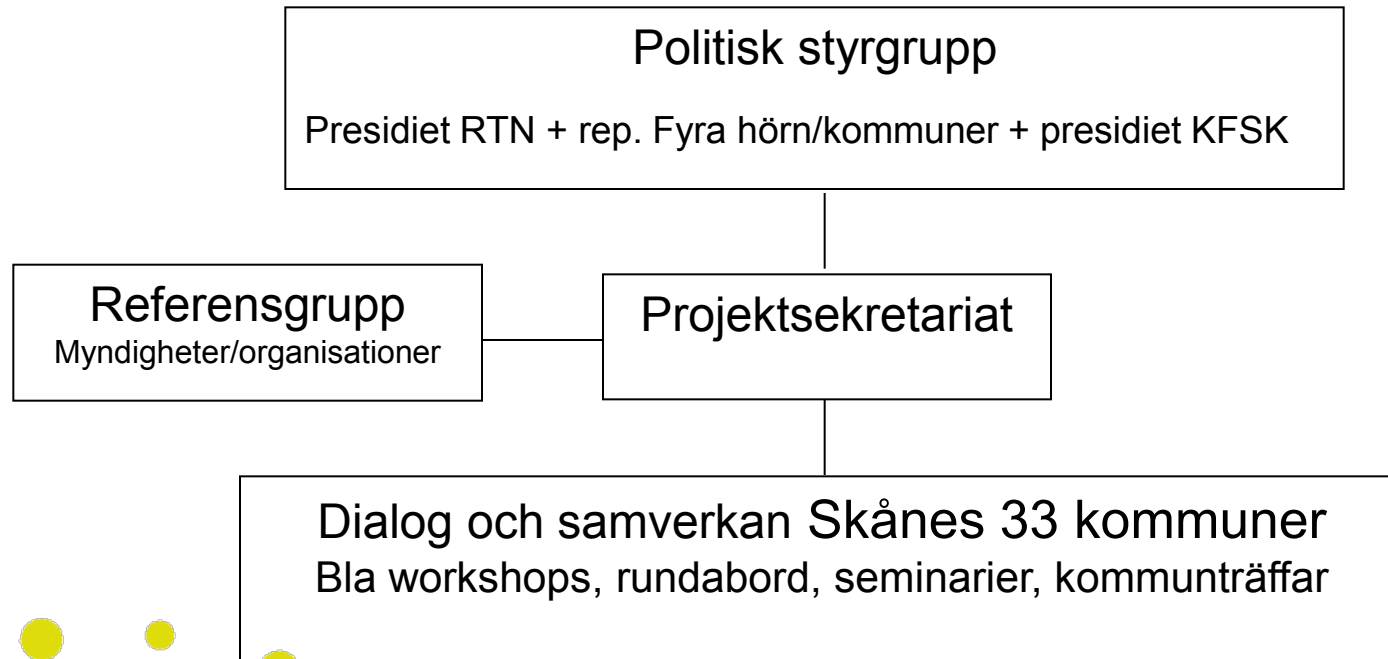 Politisk styrgrupp
Presidiet RTN + rep. Fyra hörn/kommuner + presidiet KFSK
Referensgrupp
Myndigheter/organisationer
Projektsekretariat
Dialog och samverkan Skånes 33 kommuner
Bla workshops, rundabord, seminarier, kommunträffar